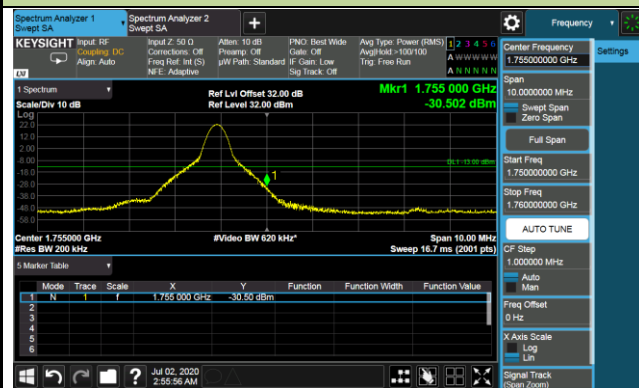 Spectrum Analyzer 1
Swept SA
Spectrum Analyzer 2
Swept SA
+
Frequency
KEYSIGHT
Input: RF
Coupling: DC
Align: Auto
Input Z: 50 Ω
Corrections: Off
Freq Ref: Int (S)
NFE: Adaptive
Atten: 10 dB
Preamp: Off
µW Path: Standard
PNO: Best Wide
Gate: Off
IF Gain: Low
Sig Track: Off
Avg Type: Power (RMS)
Avg|Hold:>100/100
Trig: Free Run
1 2 3 4 5 6
A W W W W W
A N N N N N
LXI
1 Spectrum
Scale/Div 10 dB
Log
Ref Lvl Offset 32.00 dB
Ref Level 32.00 dBm
Mkr1 1.755 000 GHz
-30.502 dBm
22.0
12.0
2.00
-8.00
-18.0
-28.0
-38.0
-48.0
-58.0
DL1 -13.00 dBm
1
Center 1.755000 GHz
#Res BW 200 kHz
#Video BW 620 kHz*
Span 10.00 MHz
Sweep 16.7 ms (2001 pts)
5 Marker Table
Mode Trace Scale X Y Function Function Width Function Value
1 N 1 f 1.755 000 GHz -30.50 dBm
2
3
4
5
6
Jul 02, 2020
2:55:56 AM
Center Frequency
1.755000000 GHz
Settings
Span
10.0000000 MHz
Swept Span
Zero Span
Full Span
Start Freq
1.750000000 GHz
Stop Freq
1.760000000 GHz
AUTO TUNE
CF Step
1.000000 MHz
Auto
Man
Freq Offset
0 Hz
X Axis Scale
Log
Lin
Signal Track
(Span Zoom)